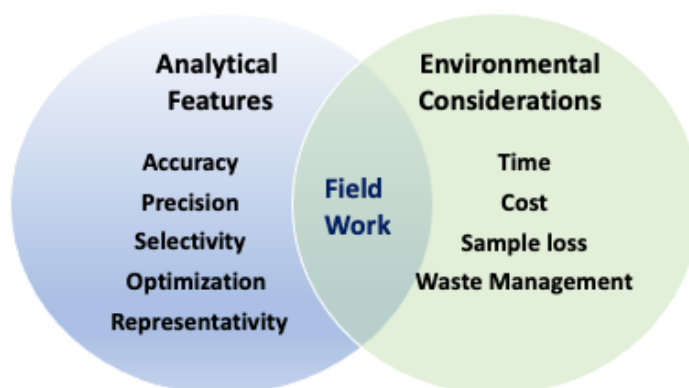 Analytical
Features
Accuracy
Precision
Selectivity
Optimization
Representativity
Field
Work
Environmental
Considerations
Time
Cost
Sample loss
Waste Management